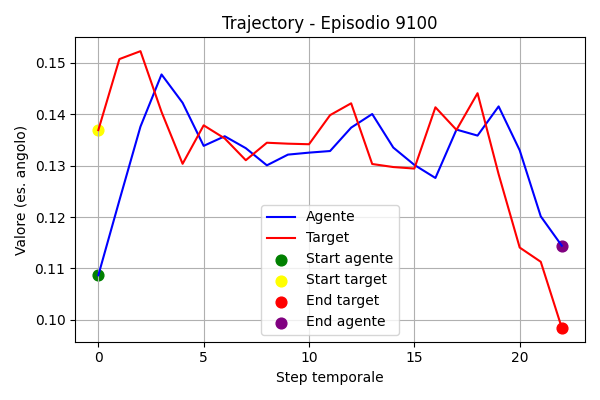 Trajectory - Episodio 9100
Valore (es. angolo)
0.15
0.14
0.13
0.12
0.11
0.10
Agente
Target
Start agente
Start target
End target
End agente
0 5 10 15 20
Step temporale